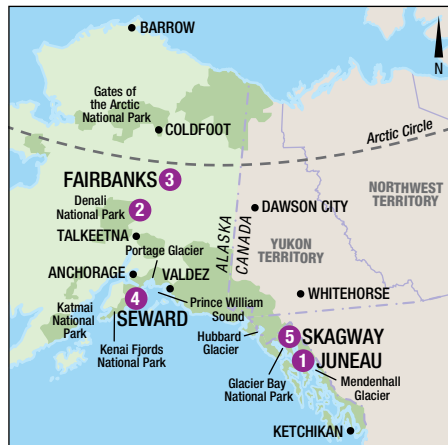 BARROW
N
Gates of
the Arctic
National Park
COLDFOOT
Arctic Circle
FAIRBANKS 3
Denali
National Park 2
NORTHWEST
TERRITORY
DAWSON CITY
TALKEETNA
ALASKA
CANADA
YUKON
TERRITORY
Portage Glacier
ANCHORAGE
VALDEZ
WHITEHORSE
4
SEWARD
Prince William
Sound
Katmai
National
Park
Kenai Fjords
National Park
Hubbard
Glacier
5 SKAGWAY
1 JUNEAU
Glacier Bay
National Park
Mendenhall
Glacier
KETCHIKAN